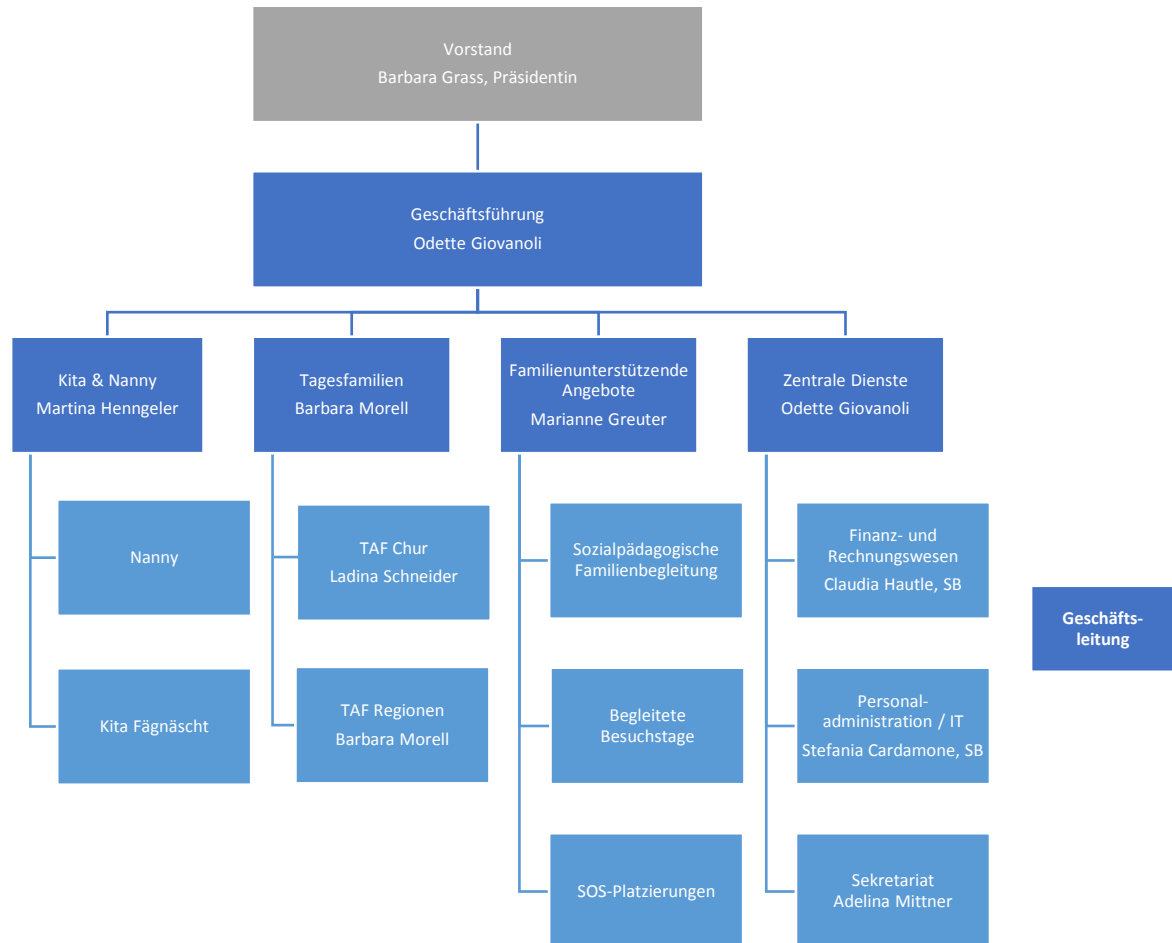 Vorstand
Barbara Grass, Präsidentin
Geschäftsführung
Odette Giovanoli
Kita & Nanny
Martina Henngeler
Tagesfamilien
Barbara Morell
Familienunterstützende
Angebote
Marianne Greuter
Zentrale Dienste
Odette Giovanoli
Nanny
TAF Chur
Ladina Schneider
Sozialpädagogische
Familienbegleitung
Finanz- und
Rechnungswesen
Claudia Hautle, SB
Geschäfts-
leitung
Kita Fägnäscht
TAF Regionen
Barbara Morell
Begleitete
Besuchstage
Personal-
administration / IT
Stefania Cardamone, SB
SOS-Platzierungen
Sekretariat
Adelina Mittner